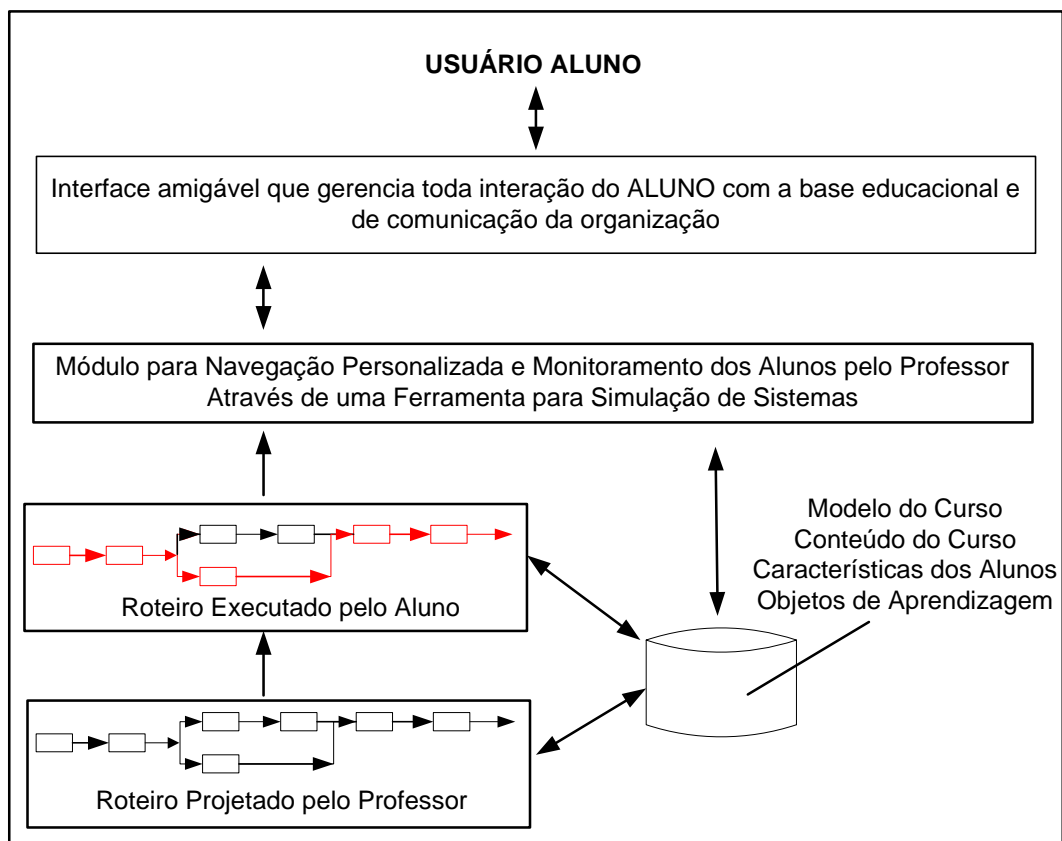 USUÁRIO ALUNO
Interface amigável que gerencia toda interação do ALUNO com a base educacional e
de comunicação da organização
Módulo para Navegação Personalizada e Monitoramento dos Alunos pelo Professor
Através de uma Ferramenta para Simulação de Sistemas
Modelo do Curso
Conteúdo do Curso
Características dos Alunos
Objetos de Aprendizagem
Roteiro Executado pelo Aluno
Roteiro Projetado pelo Professor